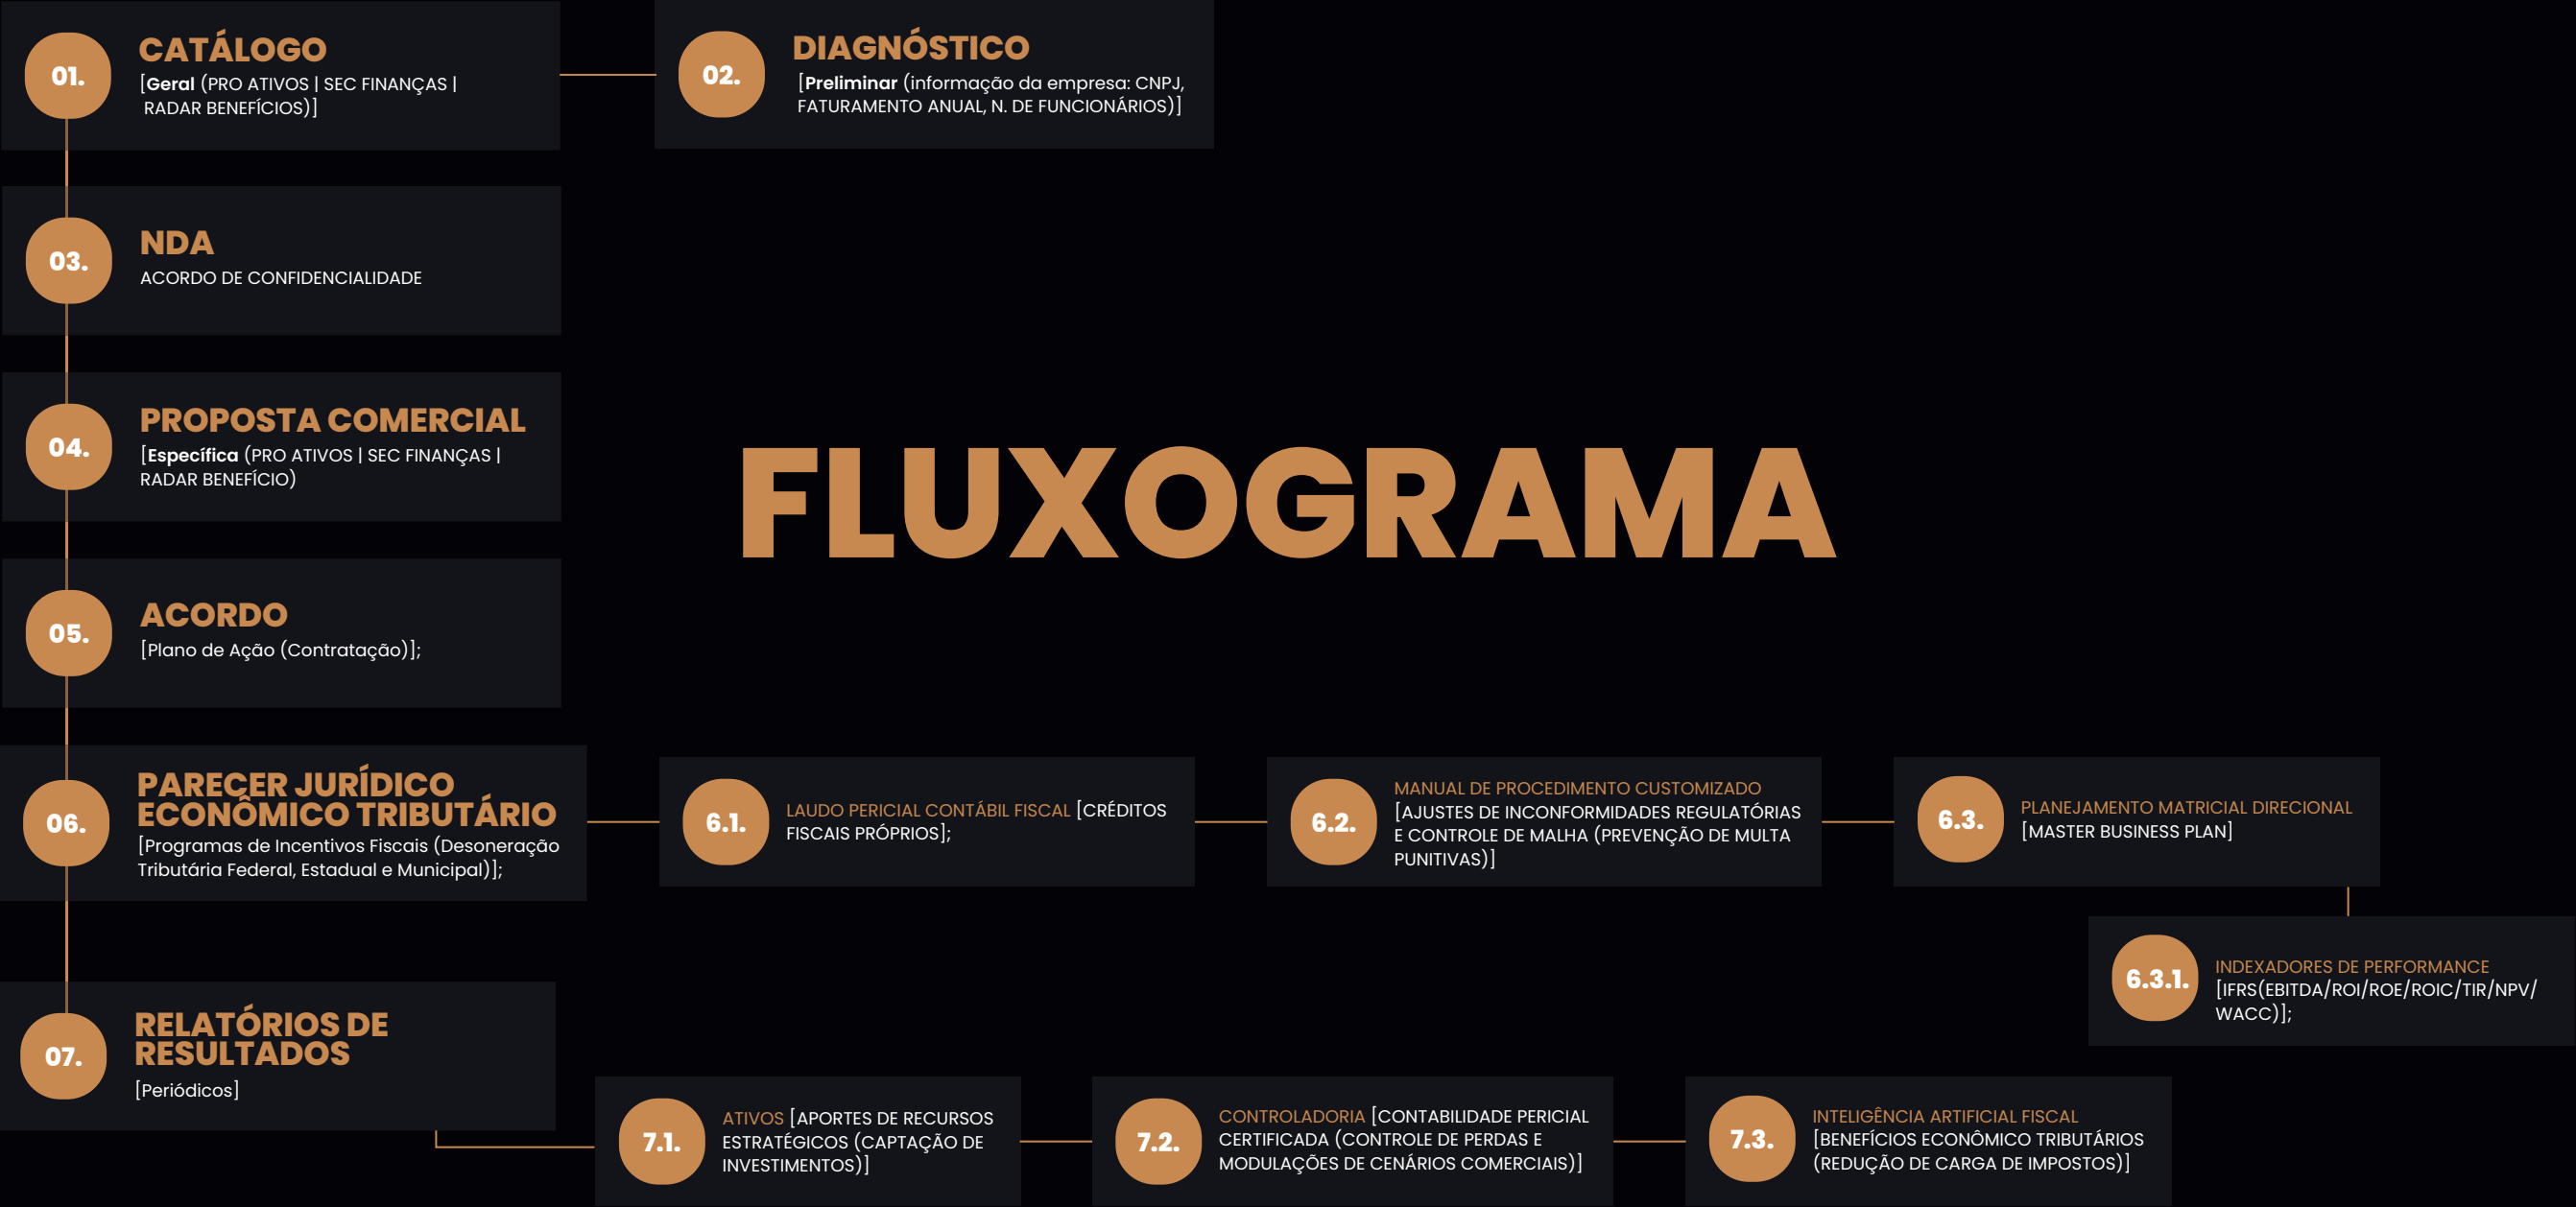 01.
CATÁLOGO
[Geral (PRO ATIVOS | SEC FINANÇAS |
RADAR BENEFÍCIOS)]
02.
DIAGNÓSTICO
[Preliminar (informação da empresa: CNPJ,
FATURAMENTO ANUAL, N. DE FUNCIONÁRIOS)]
03.
NDA
ACORDO DE CONFIDENCIALIDADE
04.
PROPOSTA COMERCIAL
[Específica (PRO ATIVOS | SEC FINANÇAS |
RADAR BENEFÍCIO)
FLUXOGRAMA
05.
ACORDO
[Plano de Ação (Contratação)];
06.
PARECER JURÍDICO
ECONÔMICO TRIBUTÁRIO
[Programas de Incentivos Fiscais (Desoneração
Tributária Federal, Estadual e Municipal)];
6.1.
LAUDO PERICIAL CONTÁBIL FISCAL [CRÉDITOS
FISCAIS PRÓPRIOS];
6.2.
MANUAL DE PROCEDIMENTO CUSTOMIZADO
[AJUSTES DE INCONFORMIDADES REGULATÓRIAS
E CONTROLE DE MALHA (PREVENÇÃO DE MULTA
PUNITIVAS)]
6.3.
PLANEJAMENTO MATRICIAL DIRECIONAL
[MASTER BUSINESS PLAN]
6.3.1.
INDEXADORES DE PERFORMANCE
[IFRS(EBITDA/ROI/ROE/ROIC/TIR/NPV/
WACC)];
07.
RELATÓRIOS DE
RESULTADOS
[Periódicos]
7.1.
ATIVOS [APORTES DE RECURSOS
ESTRATÉGICOS (CAPTAÇÃO DE
INVESTIMENTOS)]
7.2.
CONTROLADORIA [CONTABILIDADE PERICIAL
CERTIFICADA (CONTROLE DE PERDAS E
MODULAÇÕES DE CENÁRIOS COMERCIAIS)]
7.3.
INTELIGÊNCIA ARTIFICIAL FISCAL
[BENEFÍCIOS ECONÔMICO TRIBUTÁRIOS
(REDUÇÃO DE CARGA DE IMPOSTOS)]